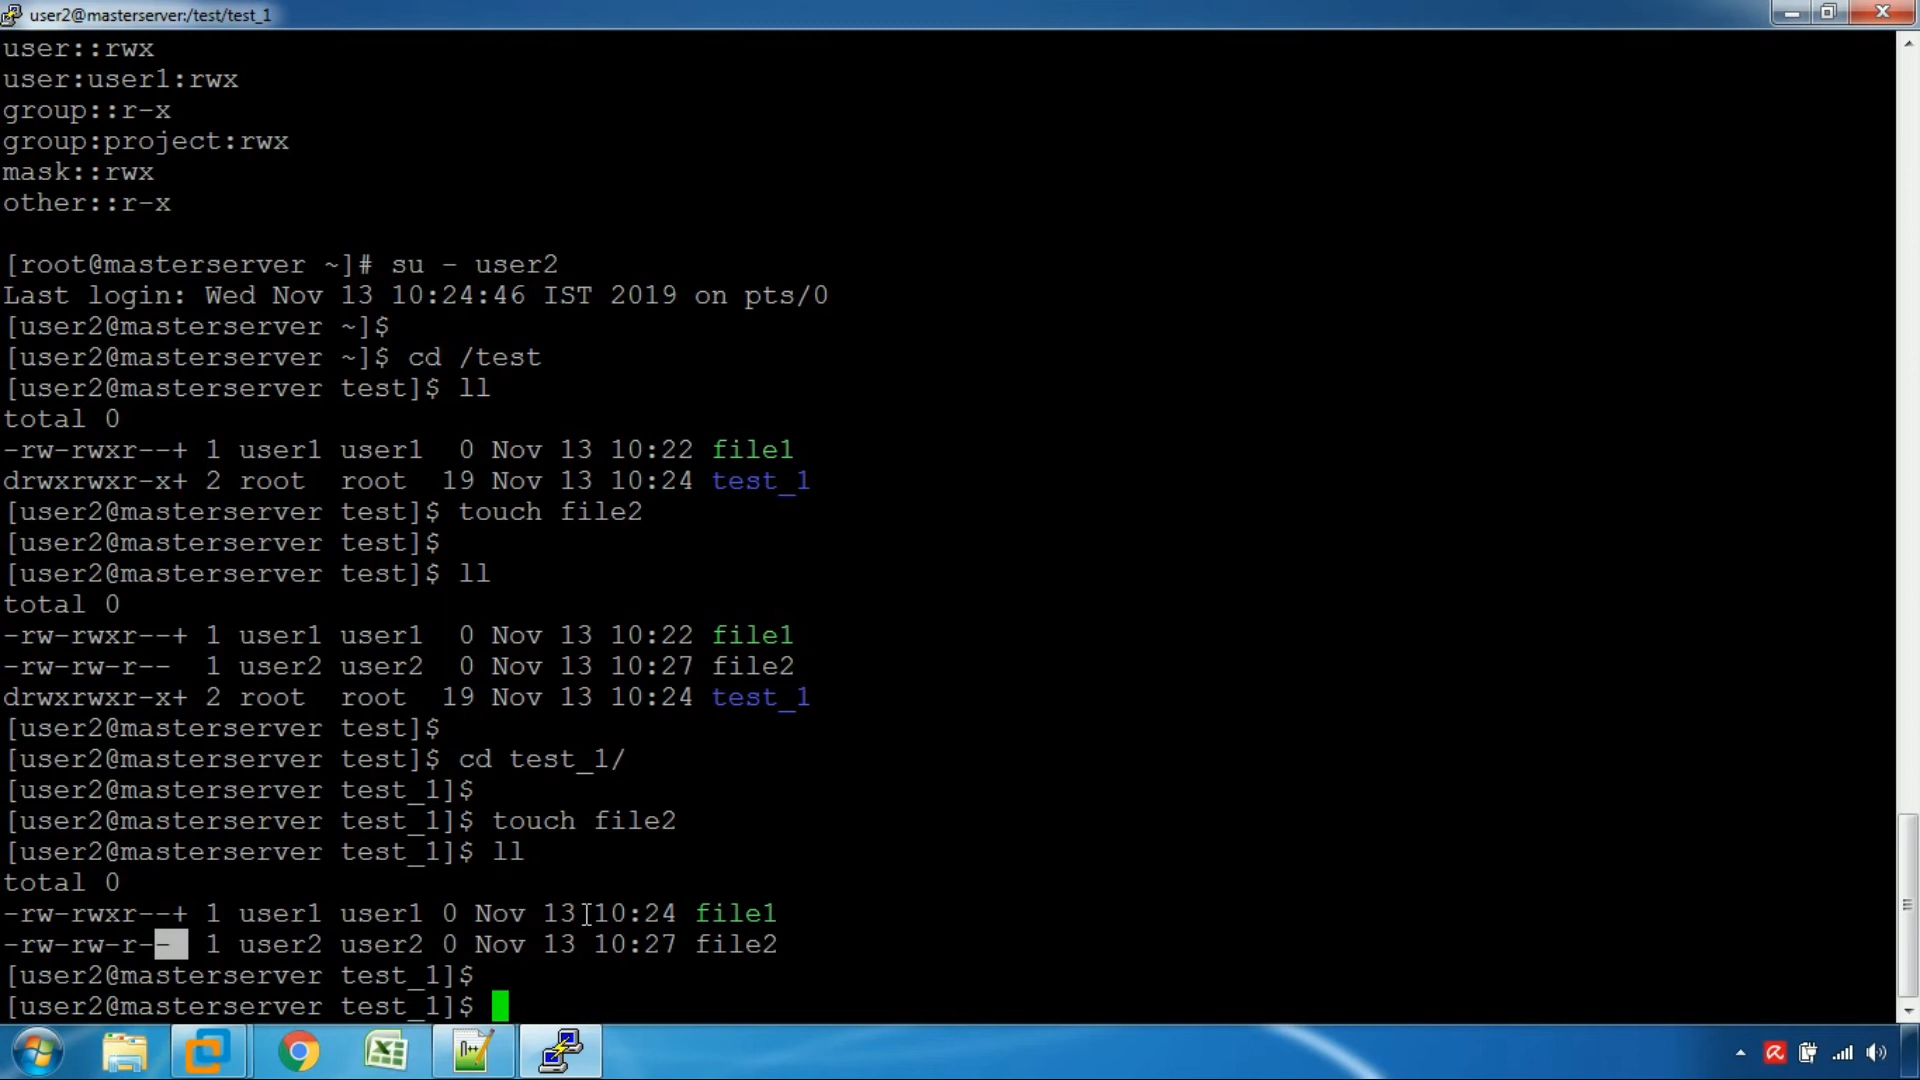 user2@masterserver:/test/test_1
user::rwx
user:user1:rwx
group::r-x
group:project:rwx
mask::rwx
other::r-x
[root@masterserver ~]# su - user2
Last login: Wed Nov 13 10:24:46 IST 2019 on pts/0
[user2@masterserver ~]$
[user2@masterserver ~]$ cd /test
[user2@masterserver test]$ ll
total 0
-rw-rwxr--+ 1 user1 user1  0 Nov 13 10:22 file1
drwxrwxr-x+ 2 root  root  19 Nov 13 10:24 test_1
[user2@masterserver test]$ touch file2
[user2@masterserver test]$
[user2@masterserver test]$ ll
total 0
-rw-rwxr--+ 1 user1 user1  0 Nov 13 10:22 file1
-rw-rw-r--  1 user2 user2  0 Nov 13 10:27 file2
drwxrwxr-x+ 2 root  root  19 Nov 13 10:24 test_1
[user2@masterserver test]$
[user2@masterserver test]$ cd test_1/
[user2@masterserver test_1]$
[user2@masterserver test_1]$ touch file2
[user2@masterserver test_1]$ ll
total 0
-rw-rwxr--+ 1 user1 user1 0 Nov 13 10:24 file1
-rw-rw-r--  1 user2 user2 0 Nov 13 10:27 file2
[user2@masterserver test_1]$
[user2@masterserver test_1]$